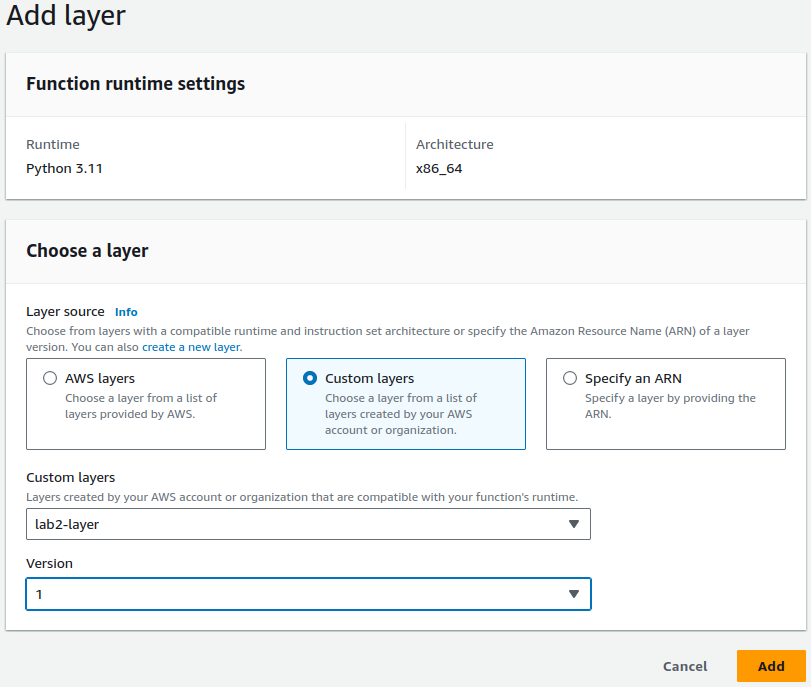 Add layer
Function runtime settings
Runtime
Python 3.11
Architecture
x86_64
Choose a layer
Layer source Info
Choose from layers with a compatible runtime and instruction set architecture or specify the Amazon Resource Name (ARN) of a layer
version. You can also create a new layer.
AWS layers
Choose a layer from a list of
layers provided by AWS.
Custom layers
Choose a layer from a list of
layers created by your AWS
account or organization.
Specify an ARN
Specify a layer by providing the
ARN.
Custom layers
Layers created by your AWS account or organization that are compatible with your function's runtime.
lab2-layer
Version
1
Cancel
Add